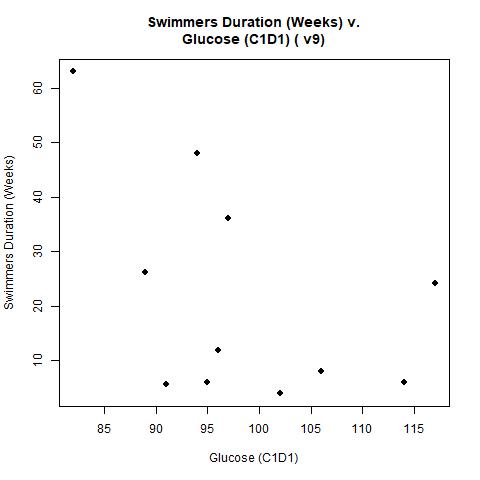 Swimmers Duration (Weeks) v.
Glucose (C1D1) ( v9)
Swimmers Duration (Weeks)
60
50
40
30
20
10
85 90 95 100 105 110 115
Glucose (C1D1)